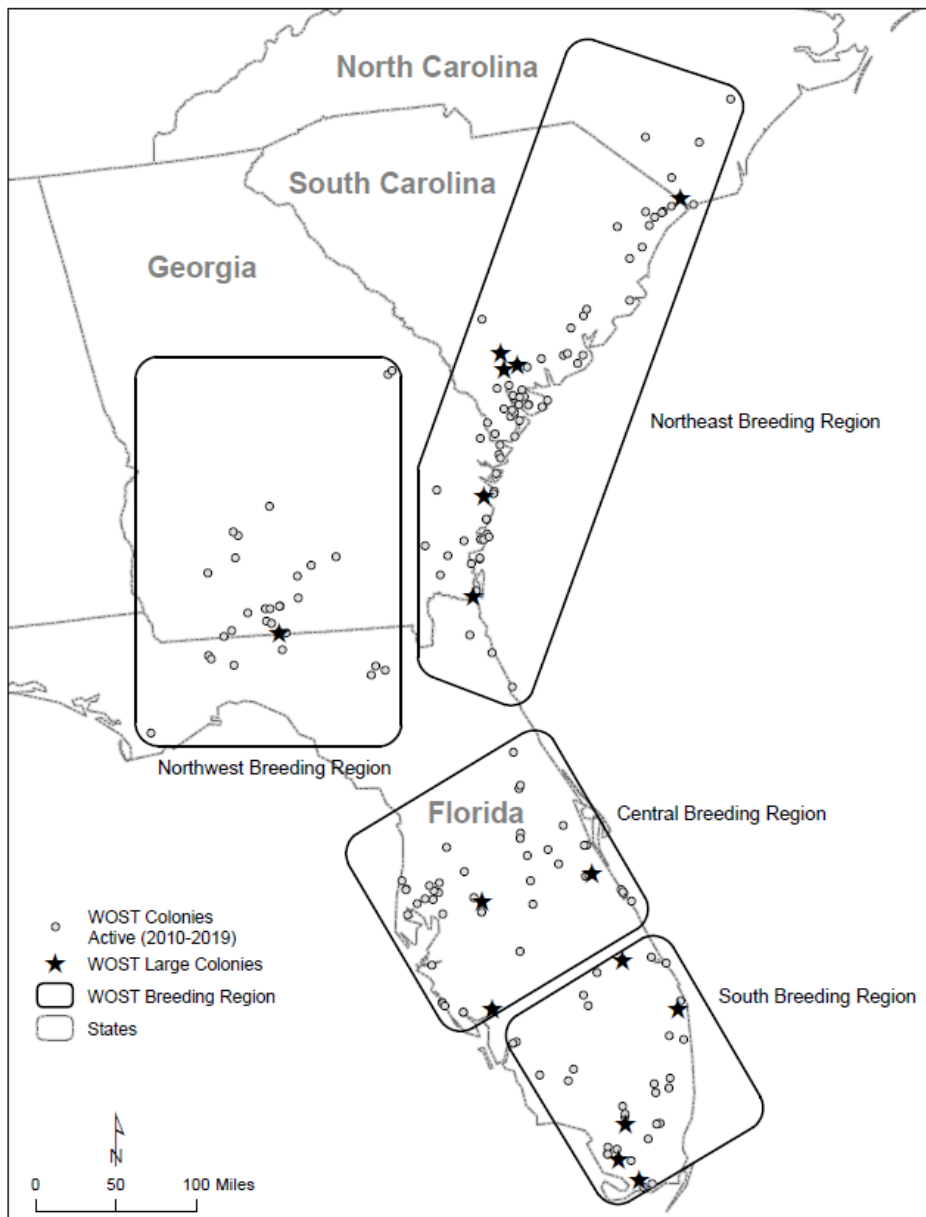 North Carolina
South Carolina
Georgia
Northeast Breeding Region
Northwest Breeding Region
Florida
Central Breeding Region
WOST Colonies
Active (2010-2019)
WOST Large Colonies
WOST Breeding Region
South Breeding Region
States
N
0 50 100 Miles